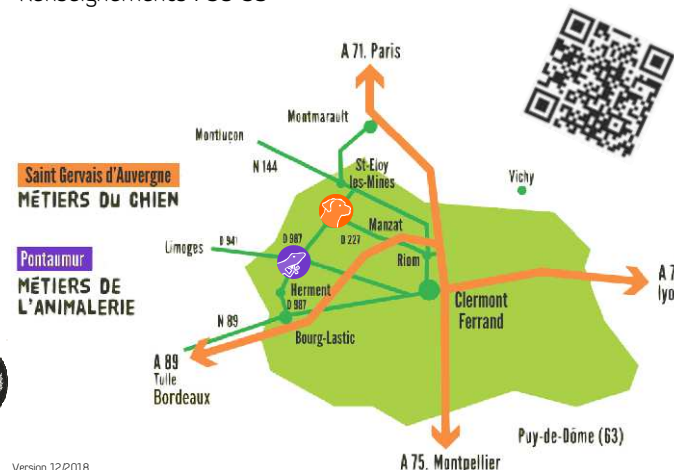 A 71. Paris
Montmarault
Montluçon
N 144
St-Eloy
les-Mines
Vichy
Saint Gervais d'Auvergne
MÉTIERS DU CHIEN
Manzat
D 941
D 987
D 227
Limoges
Riom
Pontaumur
MÉTIERS DE
L'ANIMALERIE
Herment
D 987
Clermont
Ferrand
N 89
Bourg-Lastic
A 89
Tulle
Bordeaux
Puy-de-Dôme (63)
A 75. Montpellier
Version 12/2018